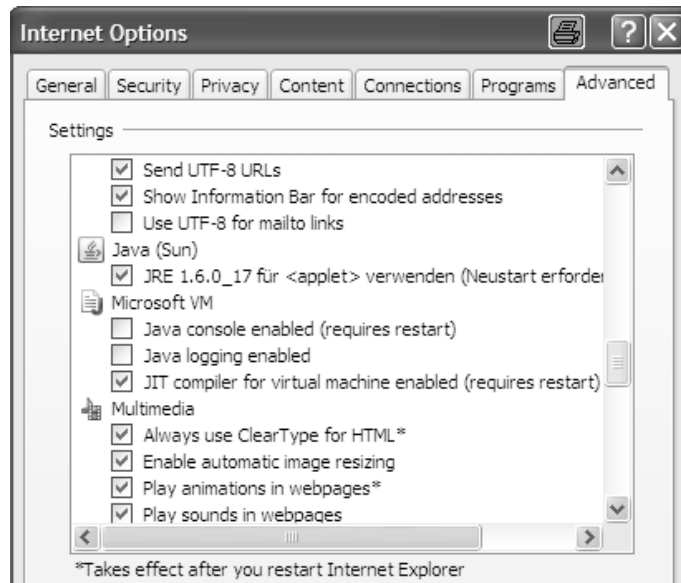 Internet Options
General Security Privacy Content Connections Programs Advanced
Settings
Send UTF-8 URLs
Show Information Bar for encoded addresses
Use UTF-8 for mailto links
Java (Sun)
JRE 1.6.0_17 für <applet> verwenden (Neustart erforder
Microsoft VM
Java console enabled (requires restart)
Java logging enabled
JIT compiler for virtual machine enabled (requires restart)
Multimedia
Always use ClearType for HTML*
Enable automatic image resizing
Play animations in webpages*
Play sounds in webpages
*Takes effect after you restart Internet Explorer